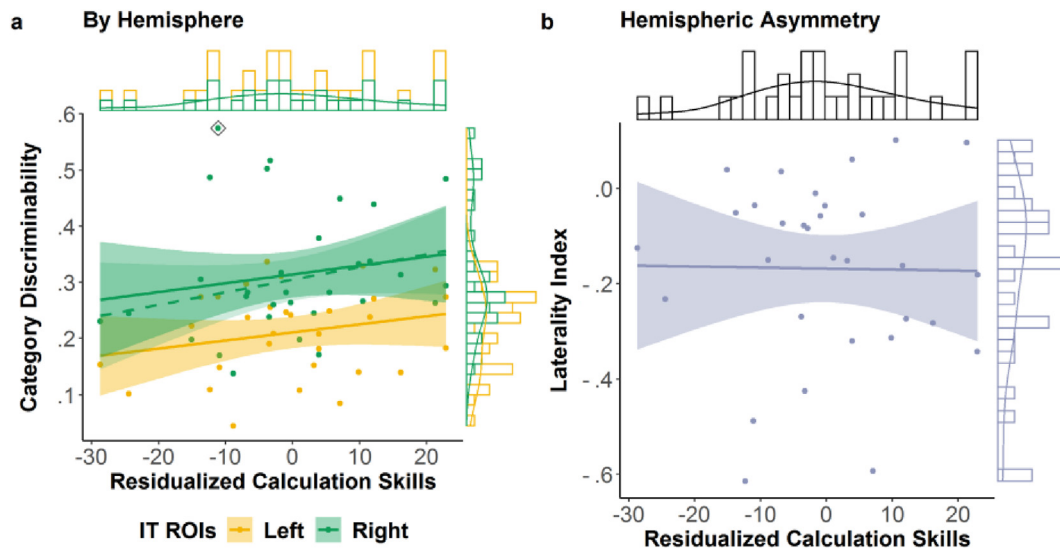 a By Hemisphere
Category Discriminability
.6
.5
.4
.3
.2
.1
-30 -20 -10 0 10 20
Residualized Calculation Skills
IT ROIs Left Right
b Hemispheric Asymmetry
Laterality Index
.0
-.2
-.4
-.6
-30 -20 -10 0 10 20
Residualized Calculation Skills